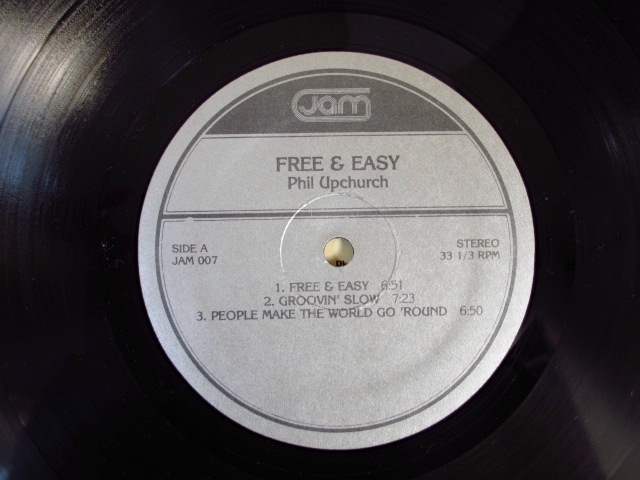 Jam
FREE & EASY
Phil Upchurch
SIDE A
JAM 007
STEREO
33 1/3 RPM
1. FREE & EASY 6:51
2. GROOVIN' SLOW 7:23
3. PEOPLE MAKE THE WORLD GO 'ROUND 6:50